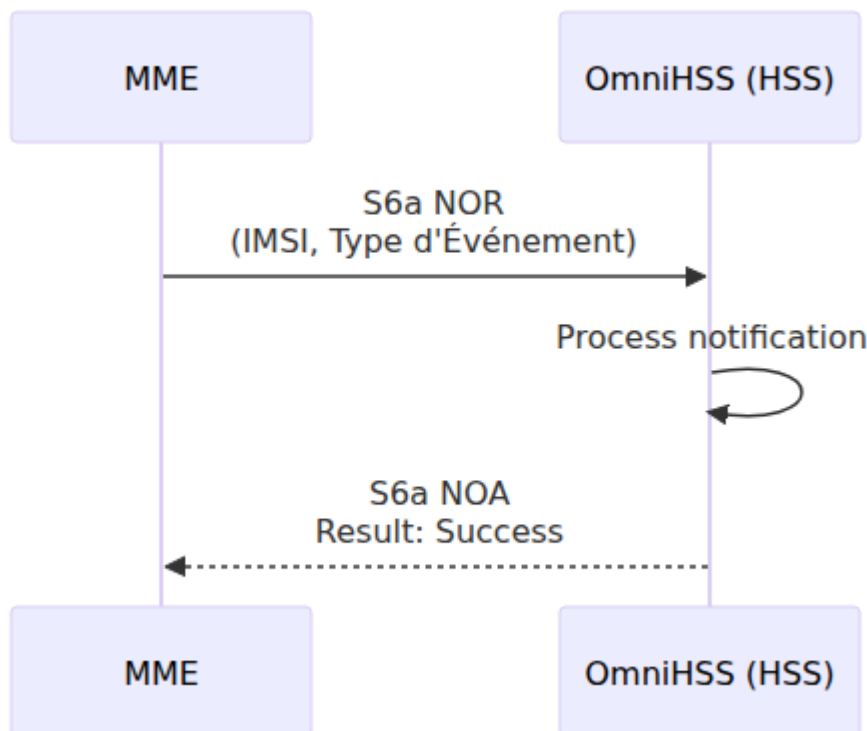 MME
OmniHSS (HSS)
S6a NOR
(IMSI, Type d'Événement)
Process notification
S6a NOA
Result: Success
MME
OmniHSS (HSS)